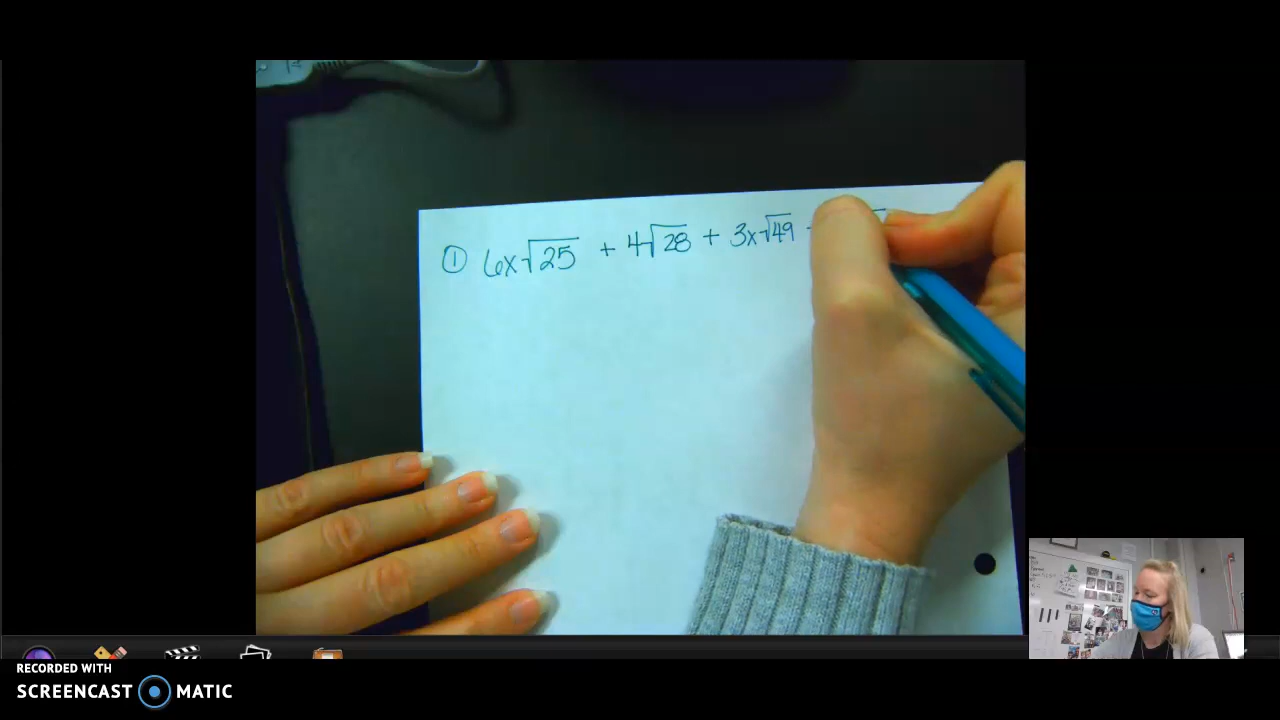 ① 6x√25 + 4√28 + 3x√49 -
RECORDED WITH
SCREENCAST MATIC